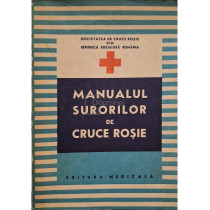 SOCIETATEA DE CRUCE ROȘIE
DIN
REPUBLICA SOCIALISTĂ ROMÂNIA
MANUALUL
SURORILOR
DE
CRUCE ROȘIE
EDITURA MEDICALĂ